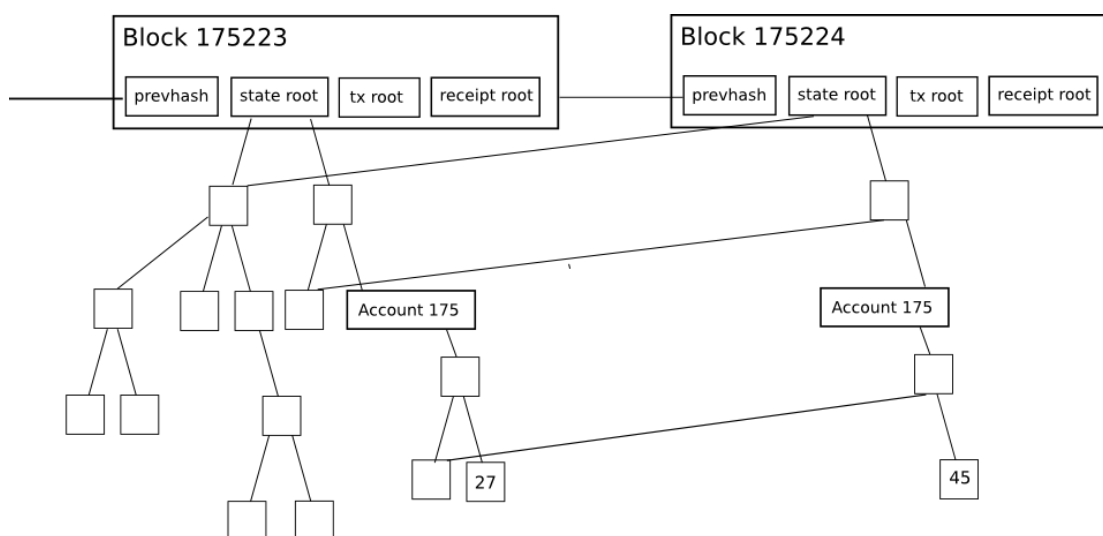 Block 175223
prevhash
state root
tx root
receipt root
Block 175224
prevhash
state root
tx root
receipt root
Account 175
27
Account 175
45